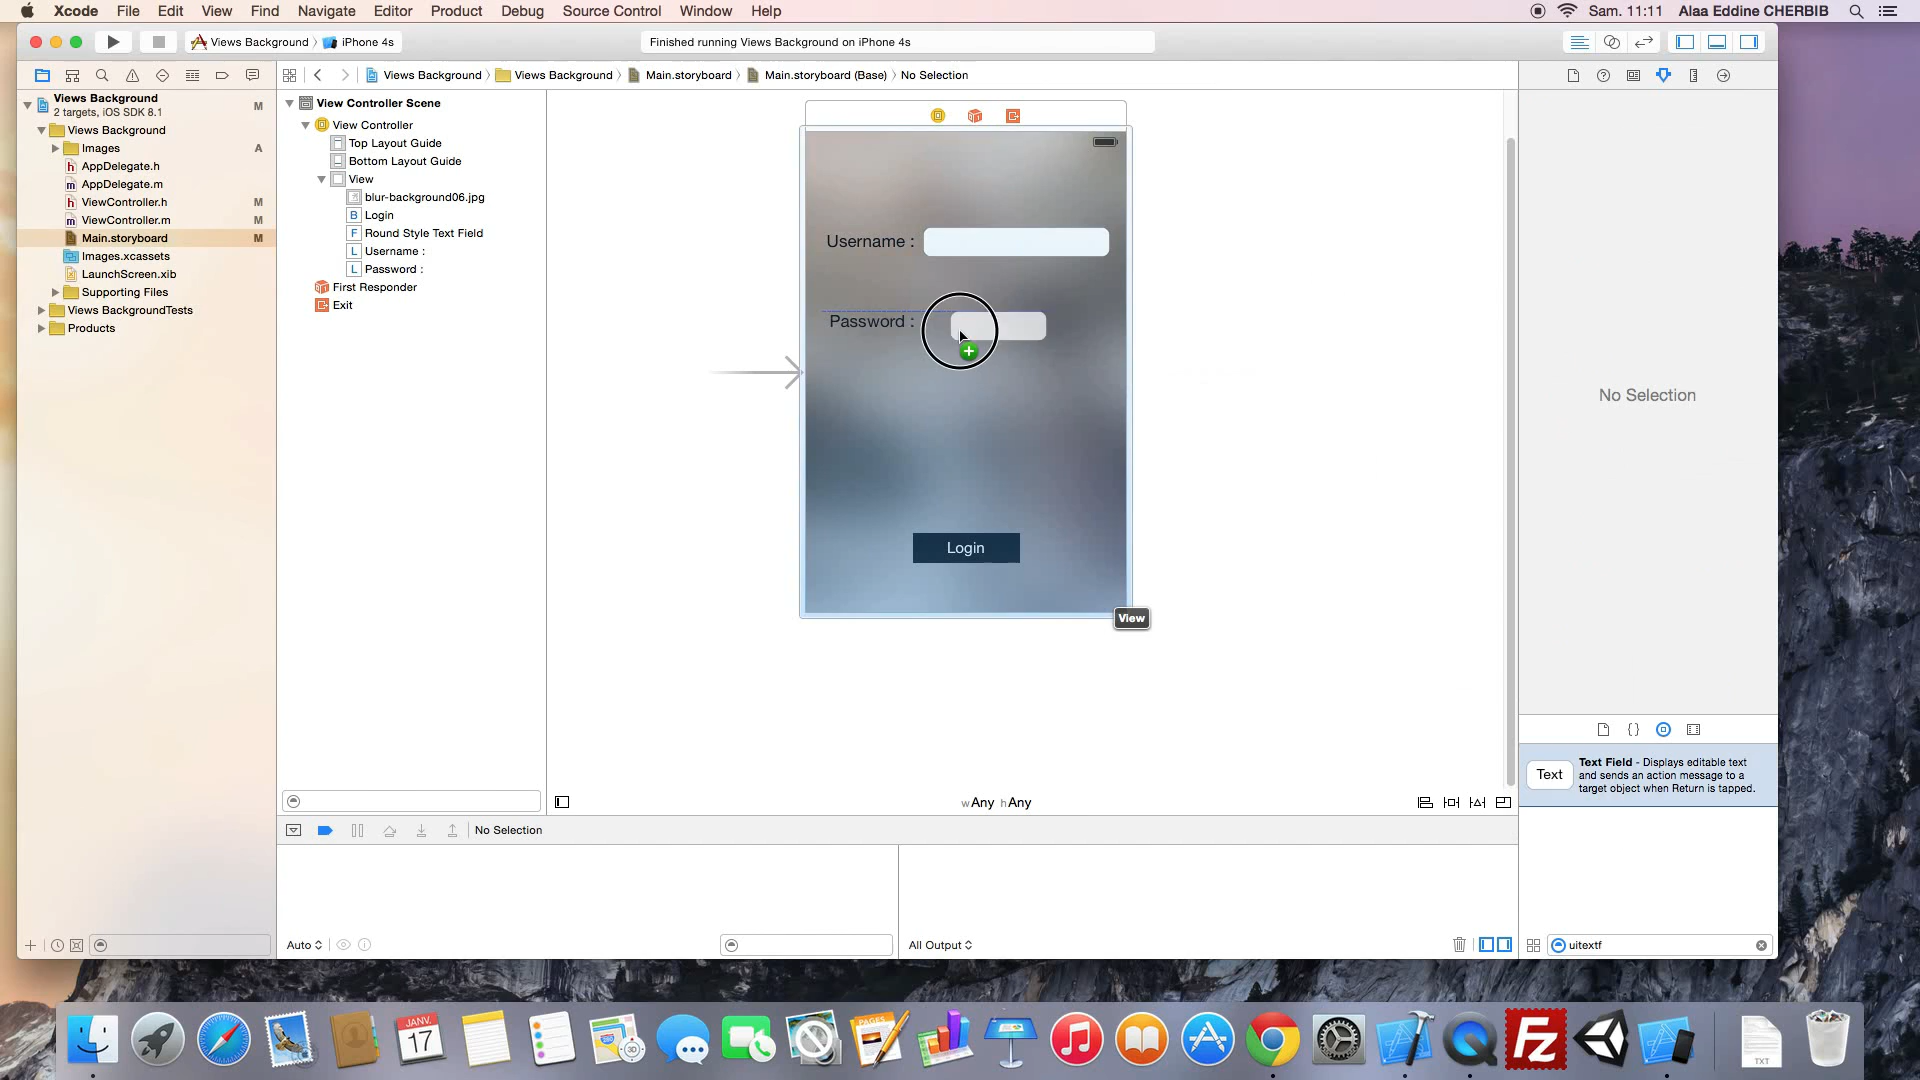 Xcode File Edit View Find Navigate Editor Product Debug Source Control Window Help Sam. 11:11 Alaa Eddine CHERBIB
Views Background iPhone 4s Finished running Views Background on iPhone 4s
Views Background Views Background Main.storyboard Main.storyboard (Base) No Selection
Views Background M
2 targets, iOS SDK 8.1
Views Background
Images A
AppDelegate.h
AppDelegate.m
ViewController.h M
ViewController.m M
Main.storyboard M
Images.xcassets
LaunchScreen.xib
Supporting Files
Views BackgroundTests
Products
View Controller Scene
View Controller
Top Layout Guide
Bottom Layout Guide
View
blur-background06.jpg
B Login
F Round Style Text Field
L Username :
L Password :
First Responder
Exit
Username :
Password :
Login
View
No Selection
Text
Text Field - Displays editable text
and sends an action message to a
target object when Return is tapped.
wAny hAny
No Selection
Auto
All Output
uitextf
JANV.
17
3D
PAGES
Fz
TXT